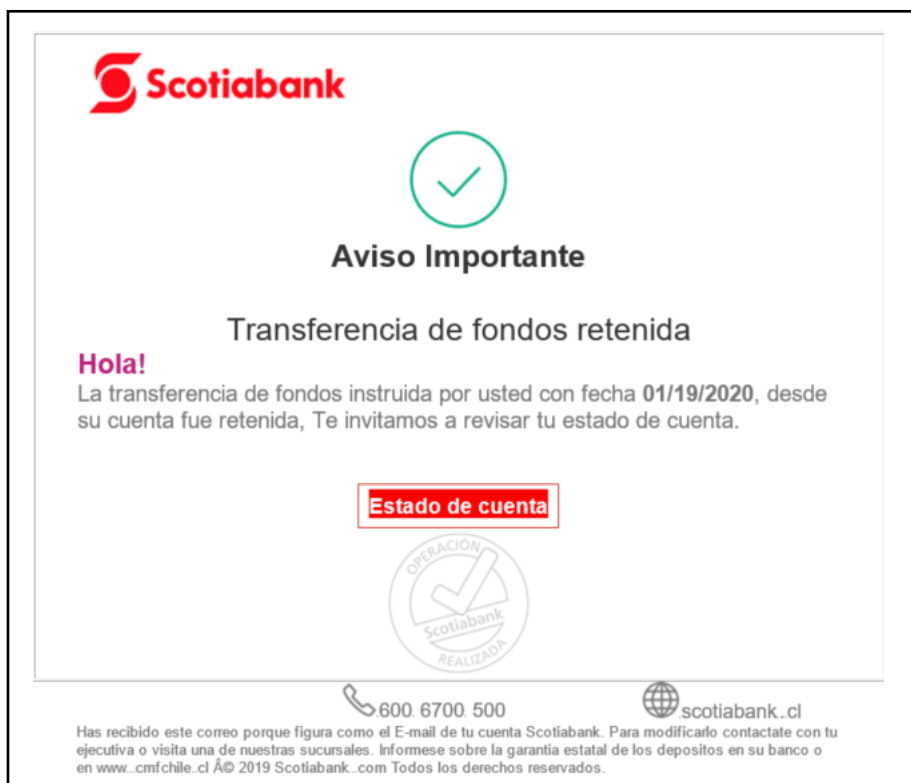 Scotiabank
Aviso Importante
Transferencia de fondos retenida
Hola!
La transferencia de fondos instruida por usted con fecha 01/19/2020, desde
su cuenta fue retenida, Te invitamos a revisar tu estado de cuenta.
Estado de cuenta
OPERACIÓN
Scotiabank
REALIZADA
600. 6700. 500
scotiabank..cl
Has recibido este correo porque figura como el E-mail de tu cuenta Scotiabank. Para modificarlo contactate con tu
ejecutiva o visita una de nuestras sucursales. Informese sobre la garantia estatal de los depositos en su banco o
en www...cmfchile..cl Â© 2019 Scotiabank...com Todos los derechos reservados.